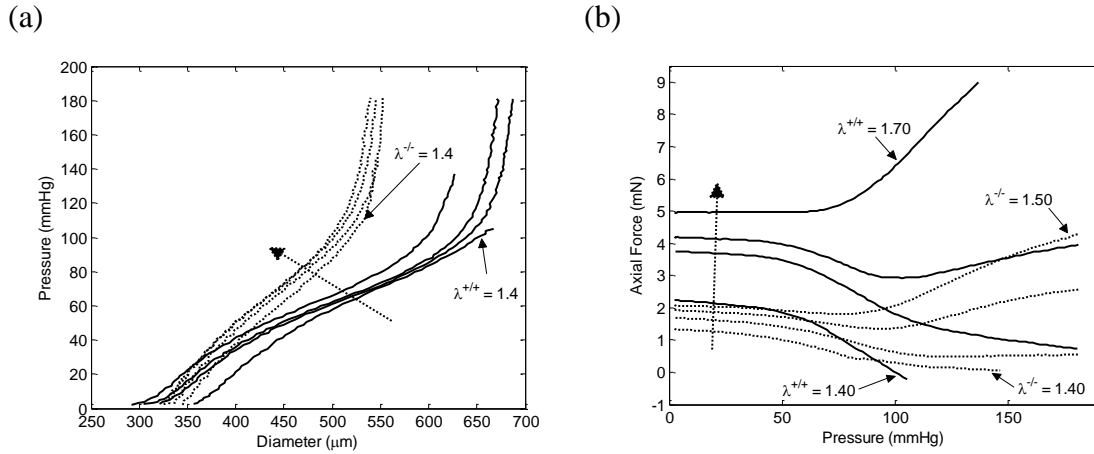 (a)
(b)
200
180
160
140
120
100
80
60
40
20
0
Pressure (mmHg)
250 300 350 400 450 500 550 600 650 700
Diameter (μm)
λ-/- = 1.4
λ+/+ = 1.4
9
8
7
6
5
4
3
2
1
0
-1
Axial Force (mN)
0 50 100 150
Pressure (mmHg)
λ+/+ = 1.70
λ-/- = 1.50
λ+/+ = 1.40
λ-/- = 1.40